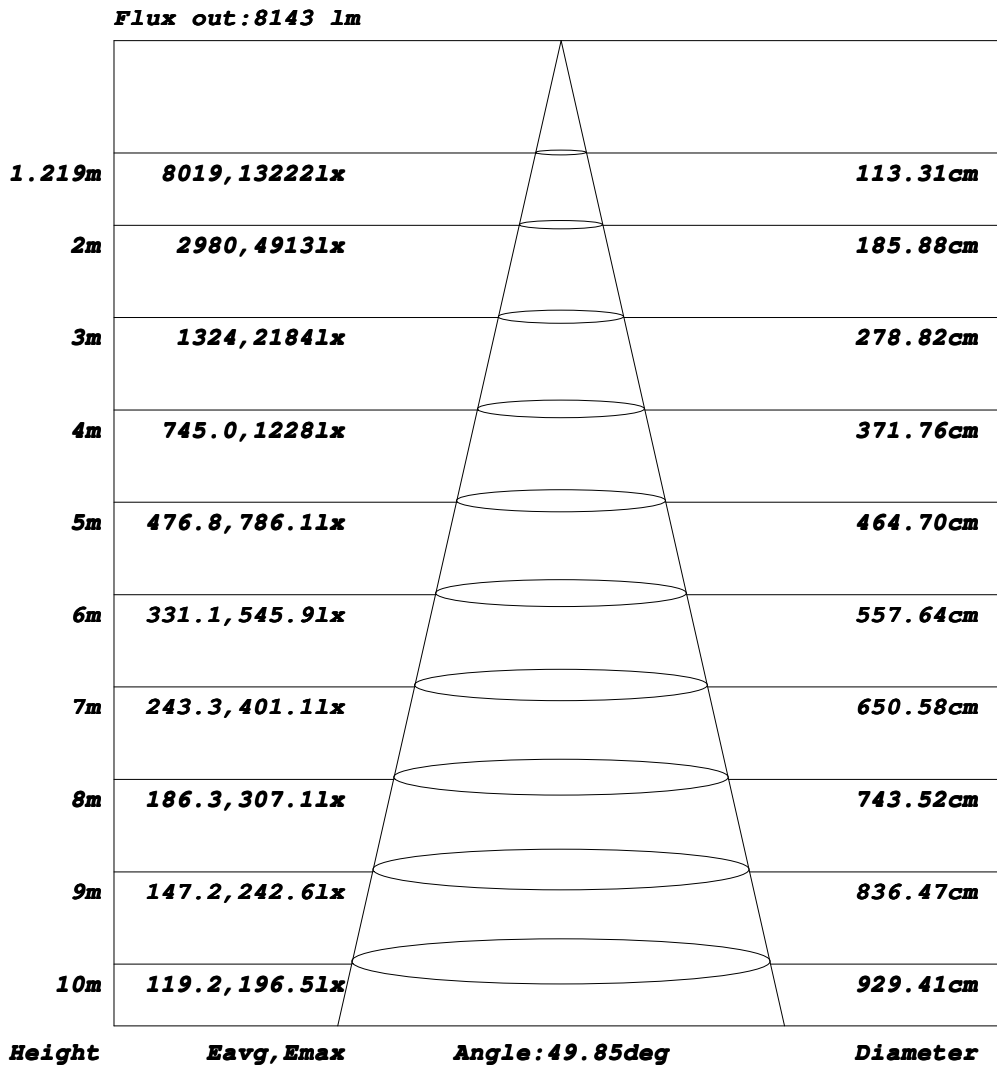 Flux out:8143 lm
1.219m 8019,13222lx 113.31cm
2m 2980,4913lx 185.88cm
3m 1324,2184lx 278.82cm
4m 745.0,1228lx 371.76cm
5m 476.8,786.1lx 464.70cm
6m 331.1,545.9lx 557.64cm
7m 243.3,401.1lx 650.58cm
8m 186.3,307.1lx 743.52cm
9m 147.2,242.6lx 836.47cm
10m 119.2,196.5lx 929.41cm
Height Eavg,Emax Angle:49.85deg Diameter